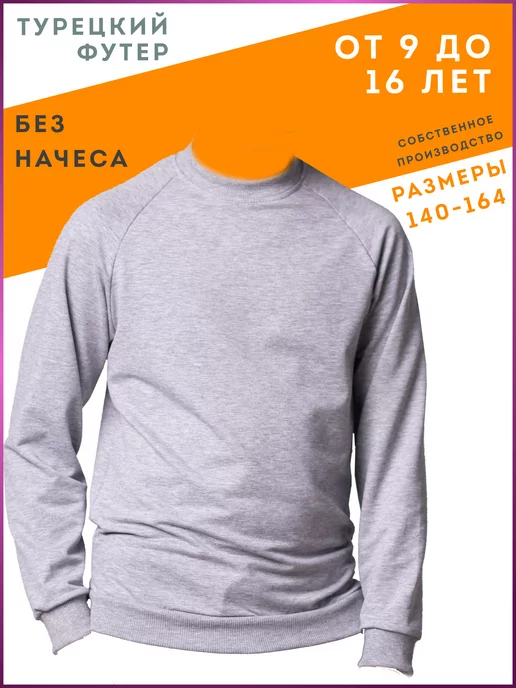 ТУРЕЦКИЙ
ФУТЕР
ОТ 9 ДО
16 ЛЕТ
БЕЗ
НАЧЕСА
СОБСТВЕННОЕ
ПРОИЗВОДСТВО
РАЗМЕРЫ
140-164